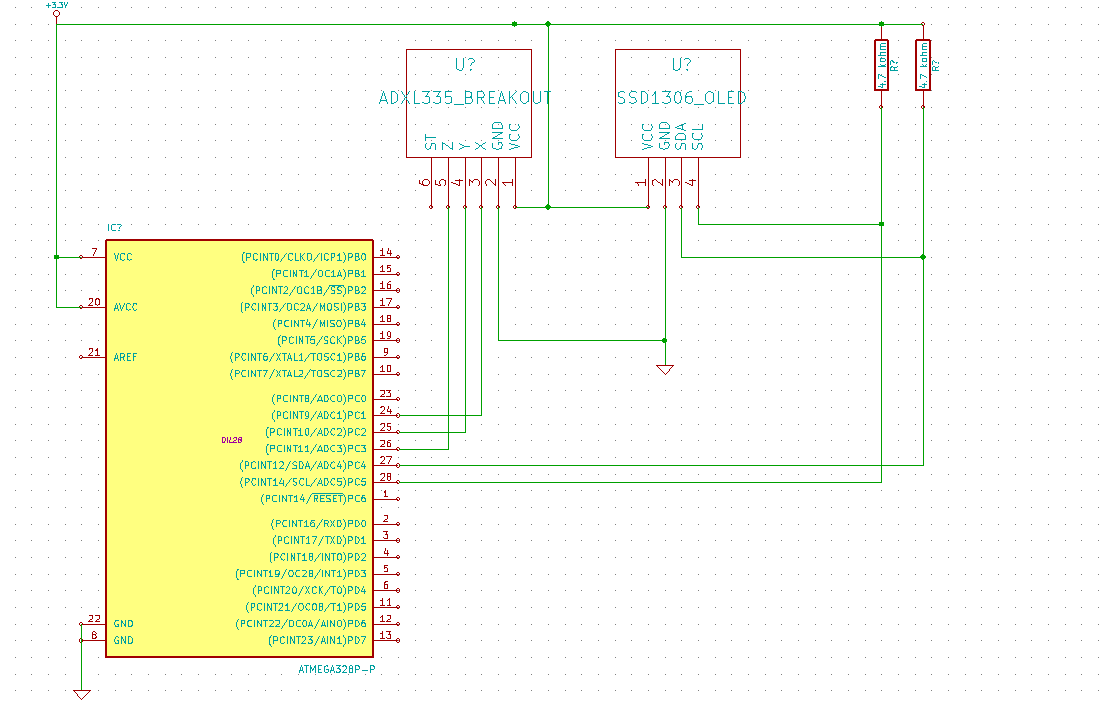 +3.3V
U?
ADXL335_BREAKOUT
ST
Z
Y
X
GND
VCC
6
5
4
3
2
1
U?
SSD1306_OLED
VCC
GND
SDA
SCL
1
2
3
4
4.7 kohm
R?
4.7 kohm
R?
IC?
7 VCC
20 AVCC
21 AREF
22 GND
8 GND
DIL28
(PCINT0/CLKO/ICP1)PB0 14
(PCINT1/OC1A)PB1 15
(PCINT2/OC1B/SS)PB2 16
(PCINT3/OC2A/MOSI)PB3 17
(PCINT4/MISO)PB4 18
(PCINT5/SCK)PB5 19
(PCINT6/XTAL1/TOSC1)PB6 9
(PCINT7/XTAL2/TOSC2)PB7 10
(PCINT8/ADC0)PC0 23
(PCINT9/ADC1)PC1 24
(PCINT10/ADC2)PC2 25
(PCINT11/ADC3)PC3 26
(PCINT12/SDA/ADC4)PC4 27
(PCINT14/SCL/ADC5)PC5 28
(PCINT14/RESET)PC6 1
(PCINT16/RXD)PD0 2
(PCINT17/TXD)PD1 3
(PCINT18/INT0)PD2 4
(PCINT19/OC2B/INT1)PD3 5
(PCINT20/XCK/T0)PD4 6
(PCINT21/OC0B/T1)PD5 11
(PCINT22/OC0A/AIN0)PD6 12
(PCINT23/AIN1)PD7 13
ATMEGA328P-P